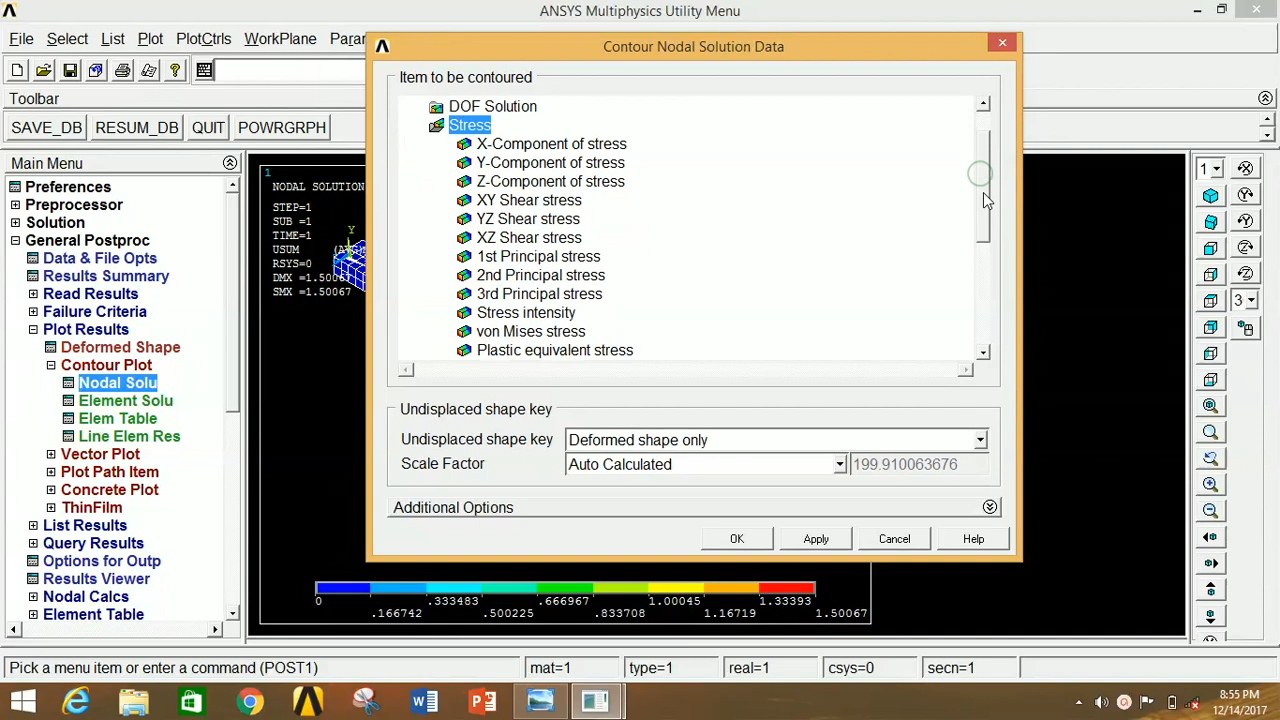 ANSYS Multiphysics Utility Menu
File Select List Plot PlotCtrls WorkPlane Para
Toolbar
SAVE_DB RESUM_DB QUIT POWRGRPH
Main Menu
Preferences
Preprocessor
Solution
General Postproc
Data & File Opts
Results Summary
Read Results
Failure Criteria
Plot Results
Deformed Shape
Contour Plot
Nodal Solu
Element Solu
Elem Table
Line Elem Res
Vector Plot
Plot Path Item
Concrete Plot
ThinFilm
List Results
Query Results
Options for Outp
Results Viewer
Nodal Calcs
Element Table
1
NODAL SOLUTION
STEP=1
SUB =1
TIME=1
USUM (AVG)
RSYS=0
DMX =1.50067
SMX =1.50067
Y
Contour Nodal Solution Data
Item to be contoured
DOF Solution
Stress
X-Component of stress
Y-Component of stress
Z-Component of stress
XY Shear stress
YZ Shear stress
XZ Shear stress
1st Principal stress
2nd Principal stress
3rd Principal stress
Stress intensity
von Mises stress
Plastic equivalent stress
Undisplaced shape key
Undisplaced shape key Deformed shape only
Scale Factor Auto Calculated 199.910063676
Additional Options
OK Apply Cancel Help
0 .333483 .666967 1.00045 1.33393
.166742 .500225 .833708 1.16719 1.50067
1
3
Pick a menu item or enter a command (POST1) mat=1 type=1 real=1 csys=0 secn=1
8:55 PM
12/14/2017